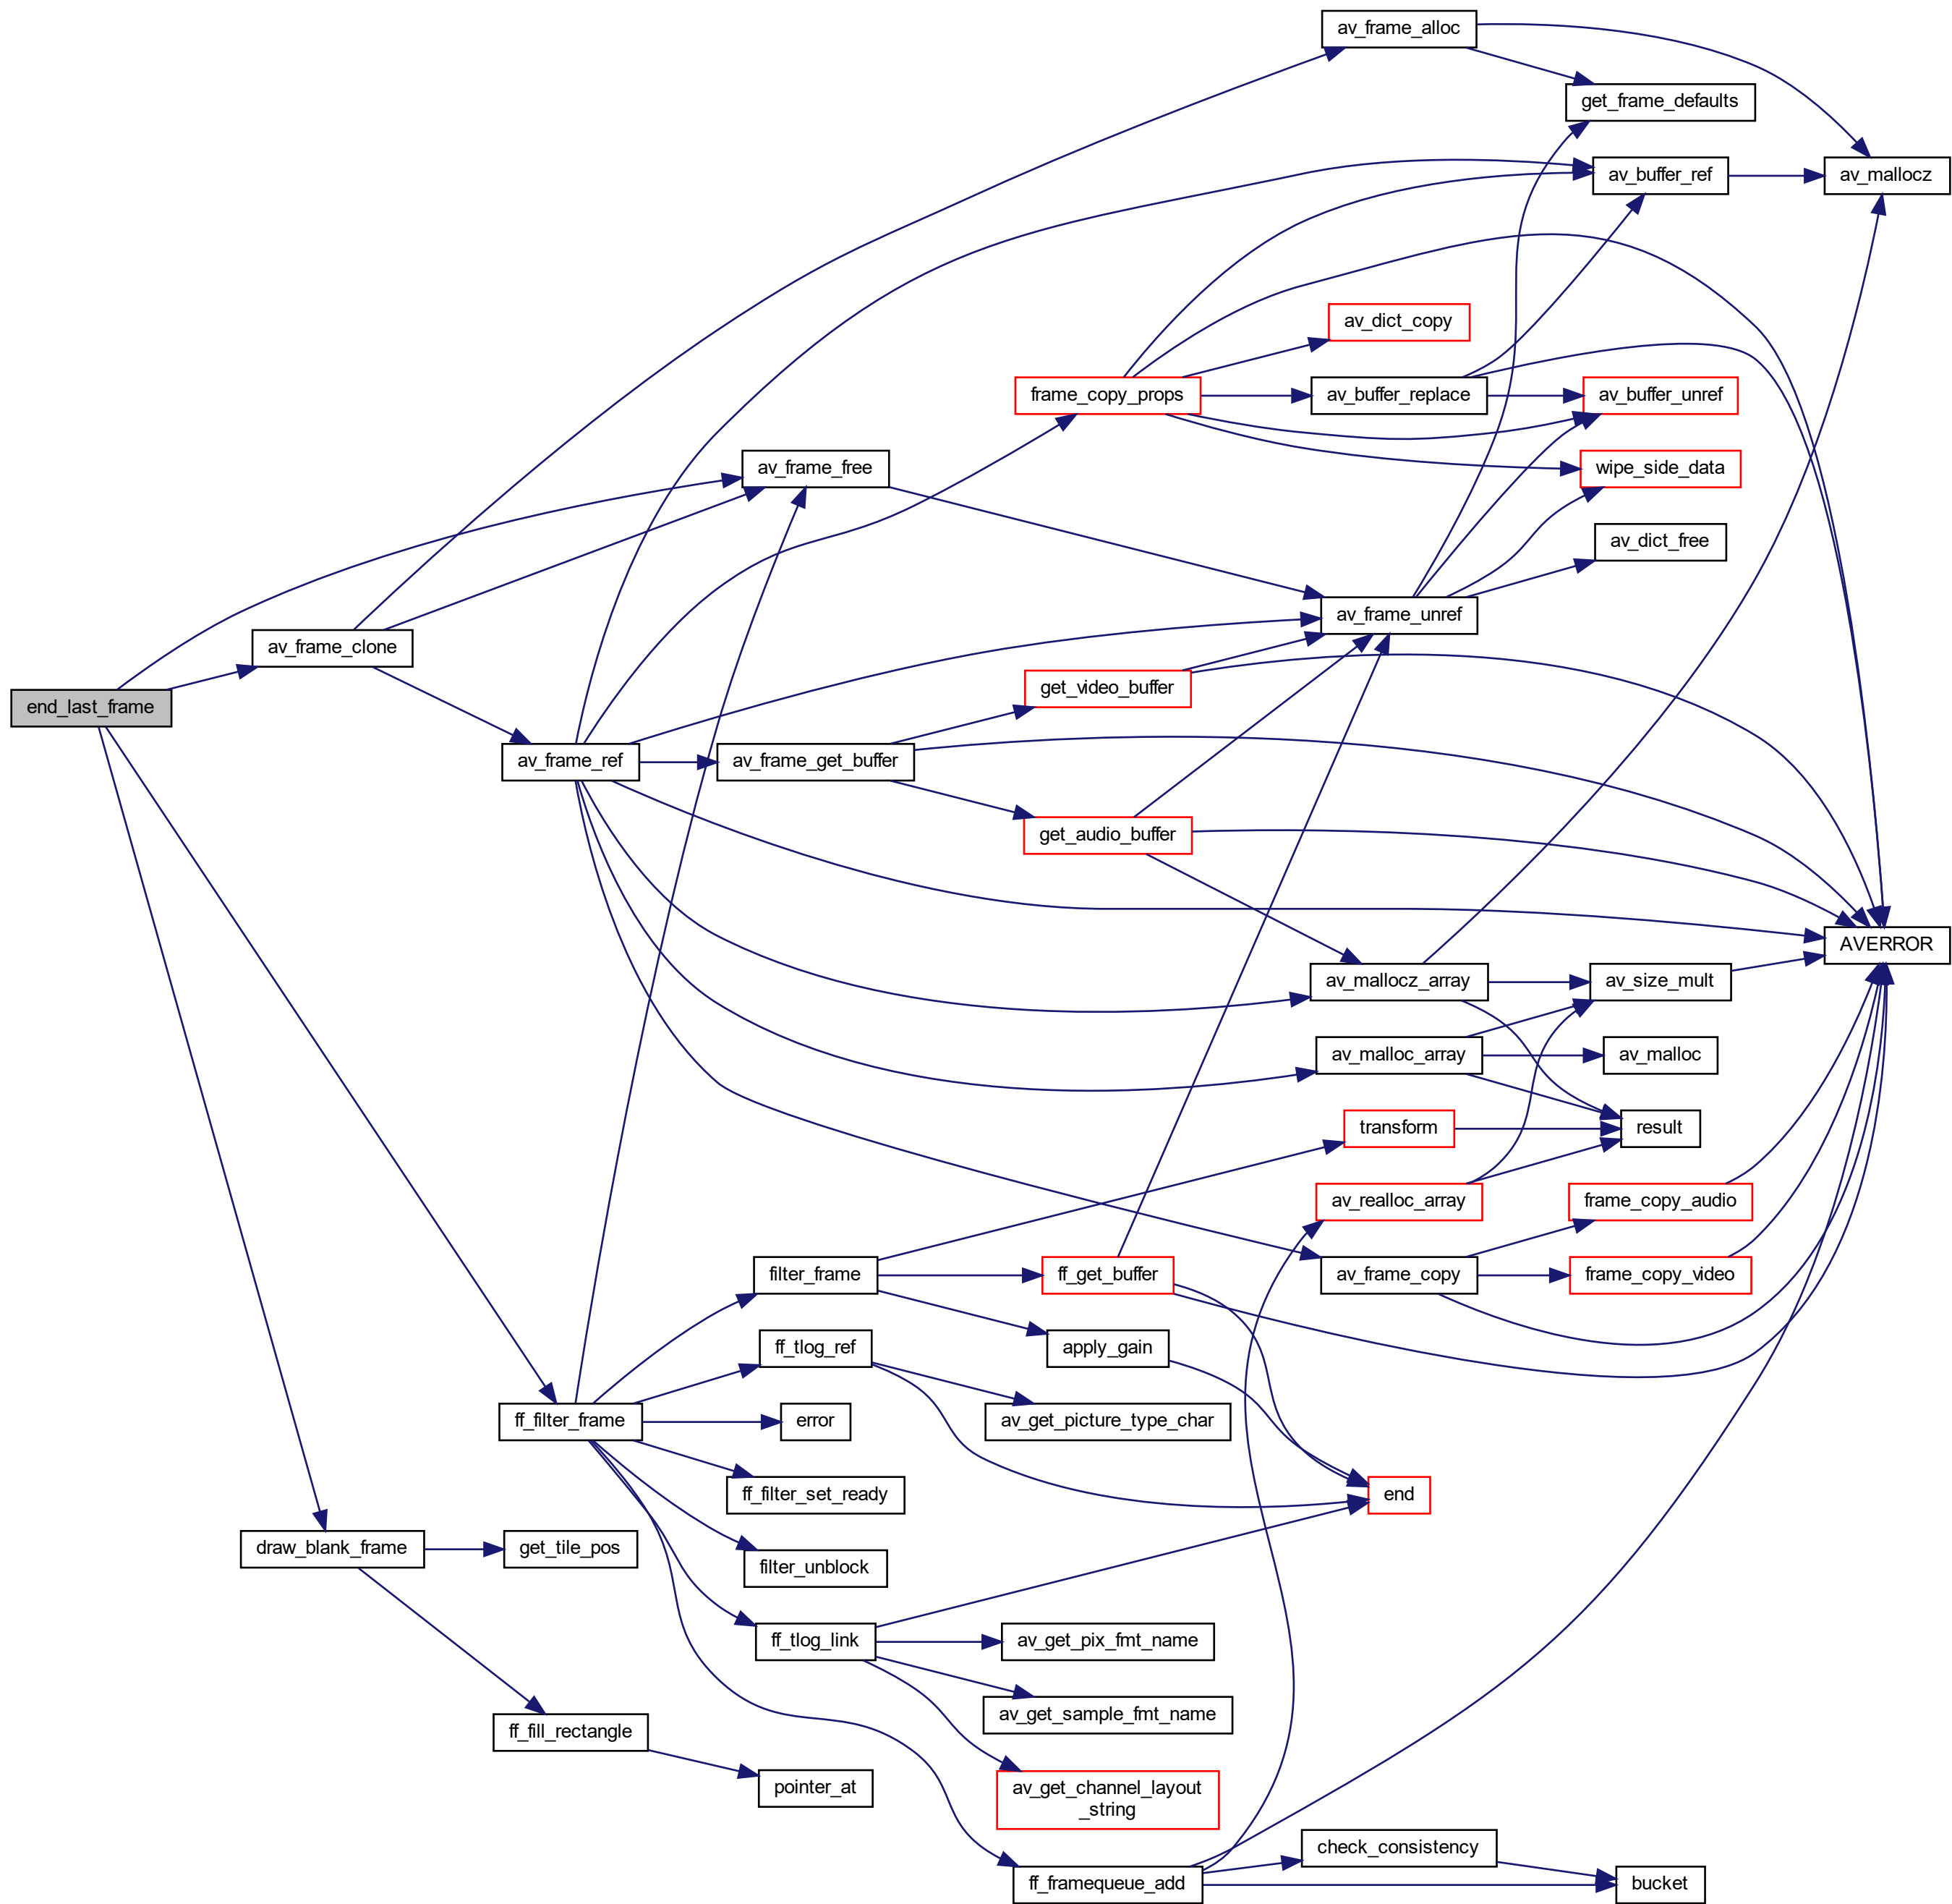 av_frame_alloc
get_frame_defaults
av_buffer_ref
av_mallocz
av_dict_copy
frame_copy_props
av_buffer_replace
av_buffer_unref
av_frame_free
wipe_side_data
av_dict_free
av_frame_unref
av_frame_clone
get_video_buffer
end_last_frame
av_frame_ref
av_frame_get_buffer
get_audio_buffer
AVERROR
av_mallocz_array
av_size_mult
av_malloc_array
av_malloc
transform
result
av_realloc_array
frame_copy_audio
filter_frame
ff_get_buffer
av_frame_copy
frame_copy_video
ff_tlog_ref
apply_gain
ff_filter_frame
error
av_get_picture_type_char
ff_filter_set_ready
end
draw_blank_frame
get_tile_pos
filter_unblock
ff_tlog_link
av_get_pix_fmt_name
av_get_sample_fmt_name
ff_fill_rectangle
pointer_at
av_get_channel_layout
_string
check_consistency
ff_framequeue_add
bucket